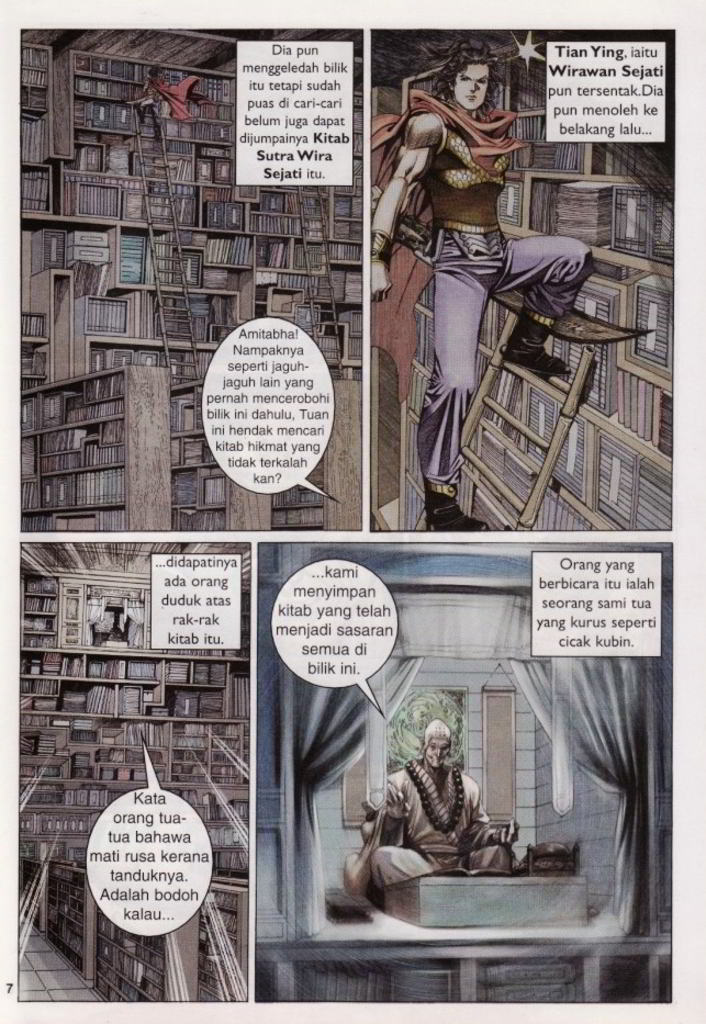 Dia pun
menggeledah bilik
itu tetapi sudah
puas di cari-cari
belum juga dapat
dijumpainya Kitab
Sutra Wira
Sejati itu.
Amitabha!
Nampaknya
seperti jaguh-
jaguh lain yang
pernah mencerobohi
bilik ini dahulu, Tuan
ini hendak mencari
kitab hikmat yang
tidak terkalah
kan?
Tian Ying, iaitu
Wirawan Sejati
pun tersentak.Dia
pun menoleh ke
belakang lalu...
...didapatinya
ada orang
duduk atas
rak-rak
kitab itu.
Kata
orang tua-
tua bahawa
mati rusa kerana
tanduknya.
Adalah bodoh
kalau...
...kami
menyimpan
kitab yang telah
menjadi sasaran
semua di
bilik ini.
Orang yang
berbicara itu ialah
seorang sami tua
yang kurus seperti
cicak kubin.
7